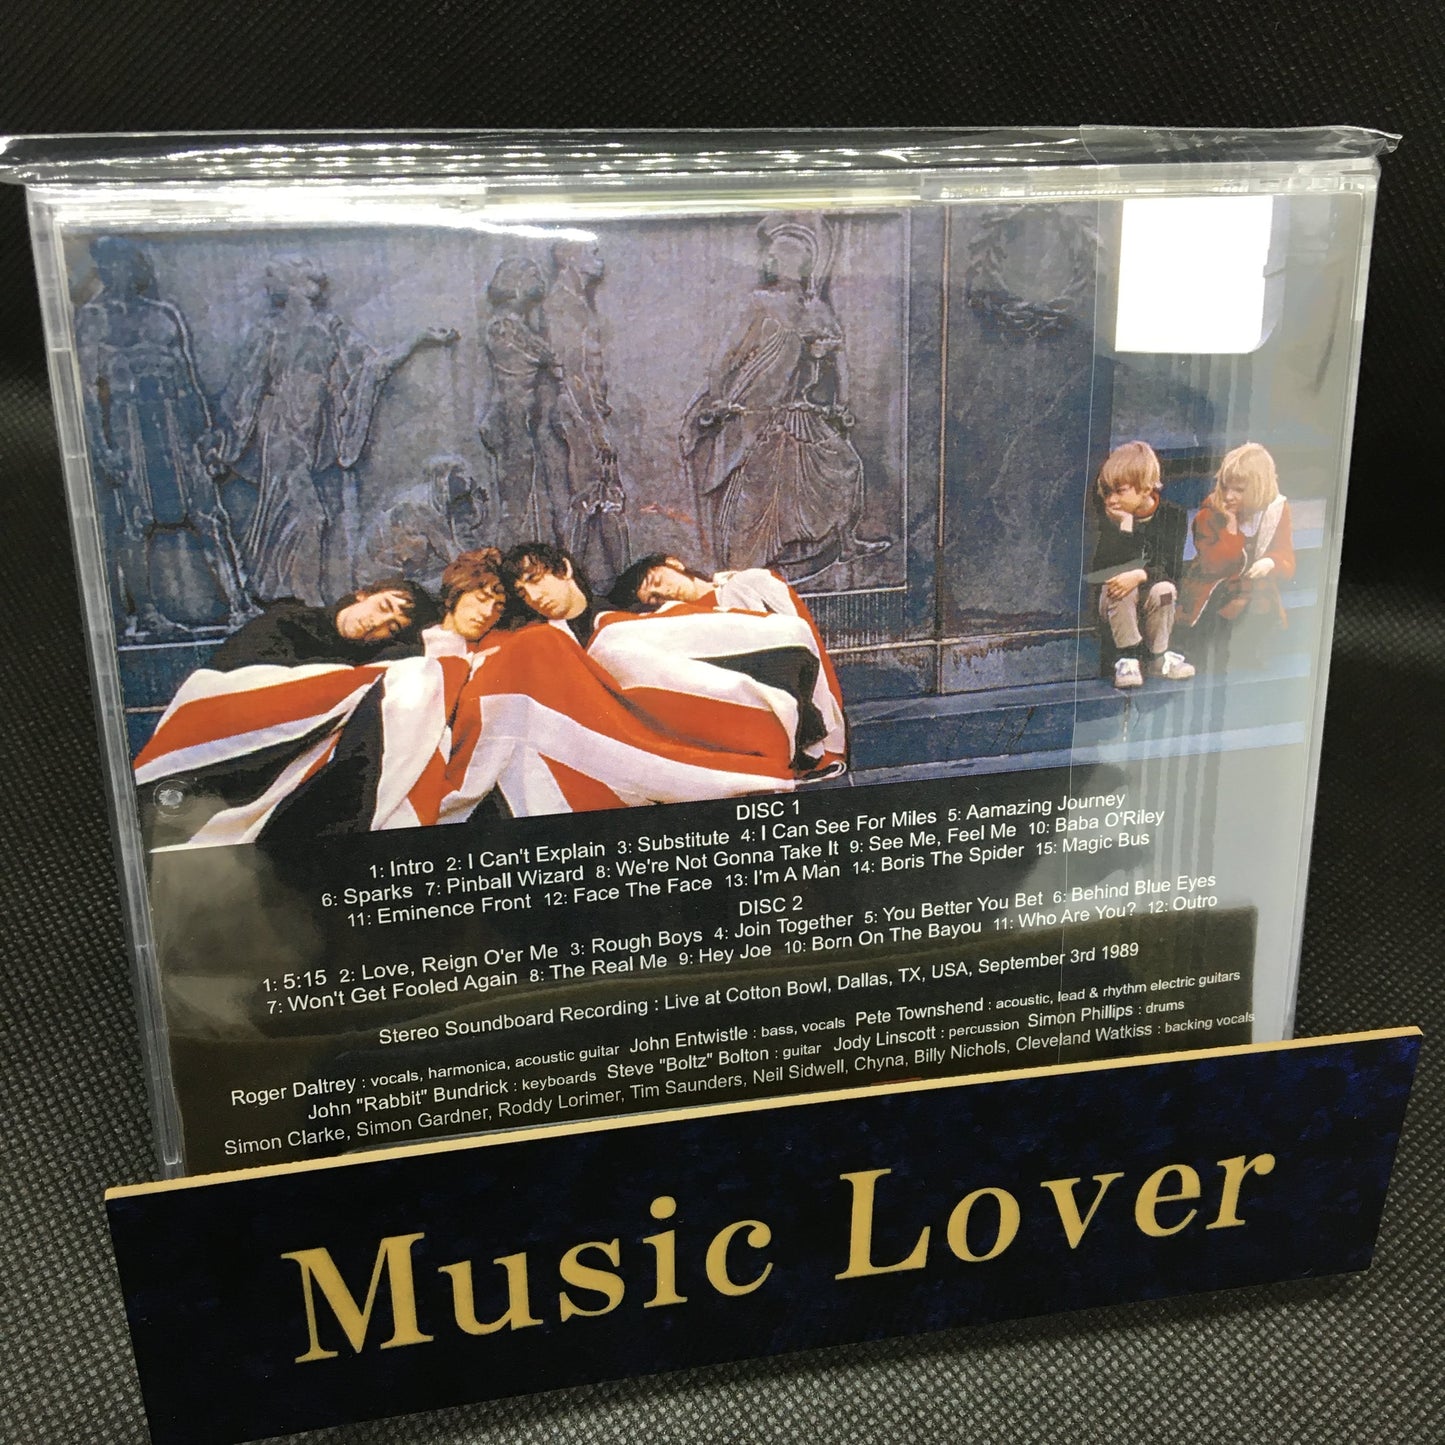 DISC 1
1: Intro 2: I Can't Explain 3: Substitute 4: I Can See For Miles 5: Aamazing Journey
6: Sparks 7: Pinball Wizard 8: We're Not Gonna Take It 9: See Me, Feel Me 10: Baba O'Riley
11: Eminence Front 12: Face The Face 13: I'm A Man 14: Boris The Spider 15: Magic Bus
DISC 2
1: 5:15 2: Love, Reign O'er Me 3: Rough Boys 4: Join Together 5: You Better You Bet 6: Behind Blue Eyes
7: Won't Get Fooled Again 8: The Real Me 9: Hey Joe 10: Born On The Bayou 11: Who Are You? 12: Outro
Stereo Soundboard Recording : Live at Cotton Bowl, Dallas, TX, USA, September 3rd 1989
Roger Daltrey : vocals, harmonica, acoustic guitar John Entwistle : bass, vocals Pete Townshend : acoustic, lead & rhythm electric guitars
John "Rabbit" Bundrick : keyboards Steve "Boltz" Bolton : guitar Jody Linscott : percussion Simon Phillips : drums
Simon Clarke, Simon Gardner, Roddy Lorimer, Tim Saunders, Neil Sidwell, Chyna, Billy Nichols, Cleveland Watkiss : backing vocals
Music Lover